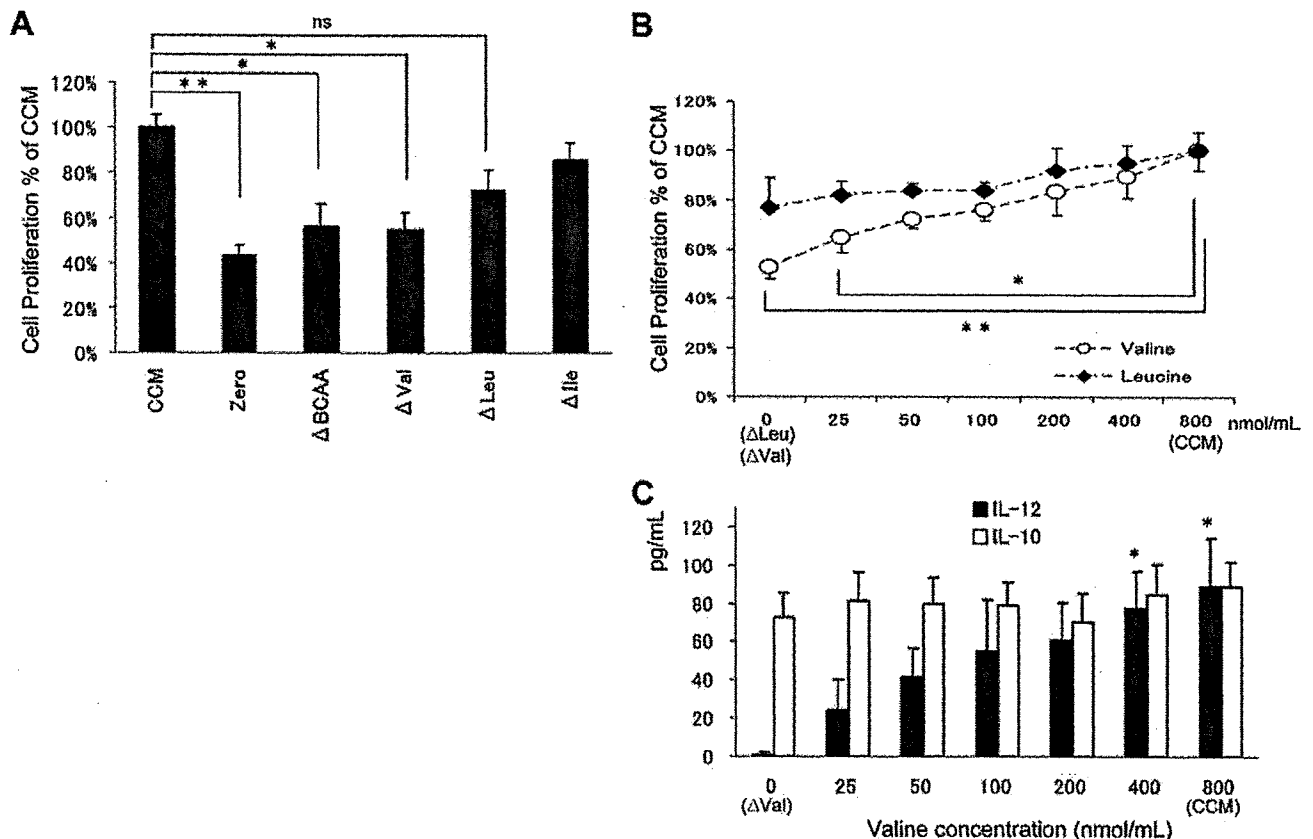 A
ns
*
*
**
Cell Proliferation % of CCM
120%
100%
80%
60%
40%
20%
0%
CCM
Zero
ΔBCAA
ΔVal
ΔLeu
ΔIle
B
Cell Proliferation % of CCM
120%
100%
80%
60%
40%
20%
0%
*
**
Valine
Leucine
0 25 50 100 200 400 800 nmol/mL
(ΔLeu) (CCM)
(ΔVal)
C
IL-12
IL-10
pg/mL
120
100
80
60
40
20
0
*
*
0 25 50 100 200 400 800
(ΔVal) (CCM)
Valine concentration (nmol/mL)